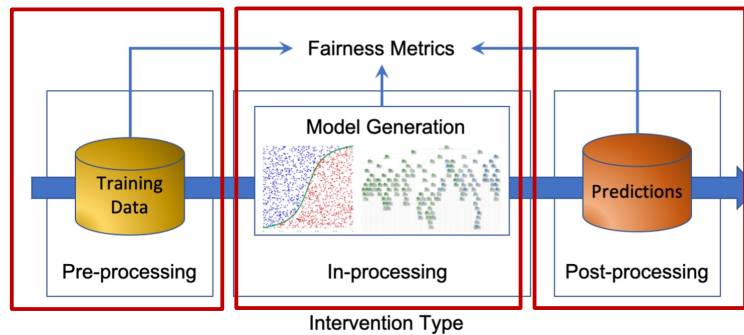 Fairness Metrics
Model Generation
Training
Data
Predictions
Pre-processing
In-processing
Post-processing
Intervention Type